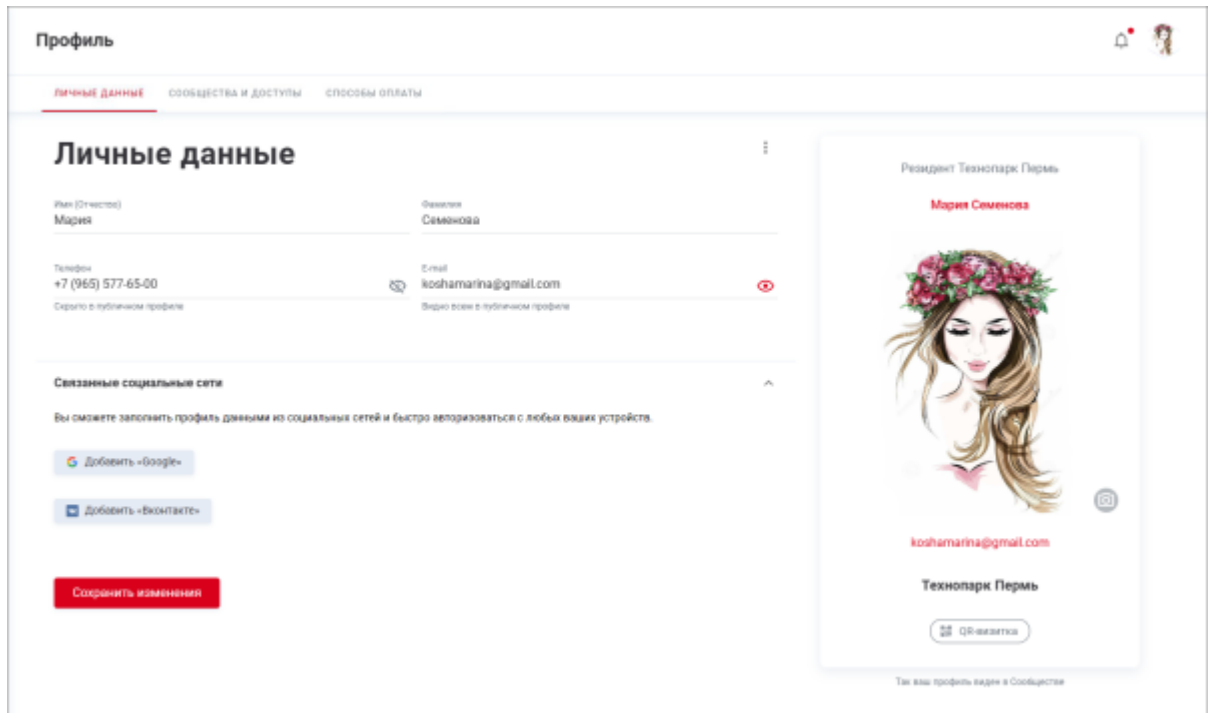 Профиль
ЛИЧНЫЕ ДАННЫЕ СООБЩЕСТВА И ДОСТУПЫ СПОСОБЫ ОПЛАТЫ
Личные данные
Имя (Отчество) Фамилия
Мария Семенова
Телефон E-mail
+7 (965) 577-65-00 koshamarina@gmail.com
Скрыто в публичном профиле Видно всем в публичном профиле
Связанные социальные сети
Вы сможете заполнить профиль данными из социальных сетей и быстро авторизоваться с любых ваших устройств.
Добавить «Google»
Добавить «Вконтакте»
Сохранить изменения
Резидент Технопарк Пермь
Мария Семенова
koshamarina@gmail.com
Технопарк Пермь
QR-визитка
Так ваш профиль виден в Сообществе